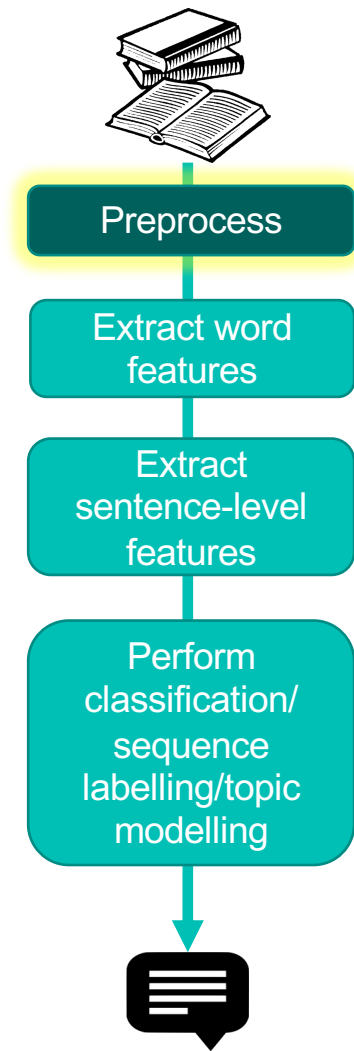 Preprocess
Extract word
features
Extract
sentence-level
features
Perform
classification/
sequence
labelling/topic
modelling